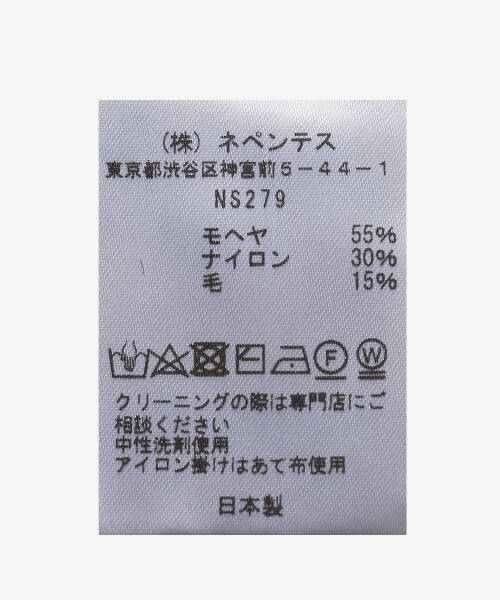 (株) ネペンテス
東京都渋谷区神宮前5-44-1
NS279
モヘヤ 55%
ナイロン 30%
毛 15%
F W
クリーニングの際は専門店にご
相談ください
中性洗剤使用
アイロン掛けはあて布使用
日本製